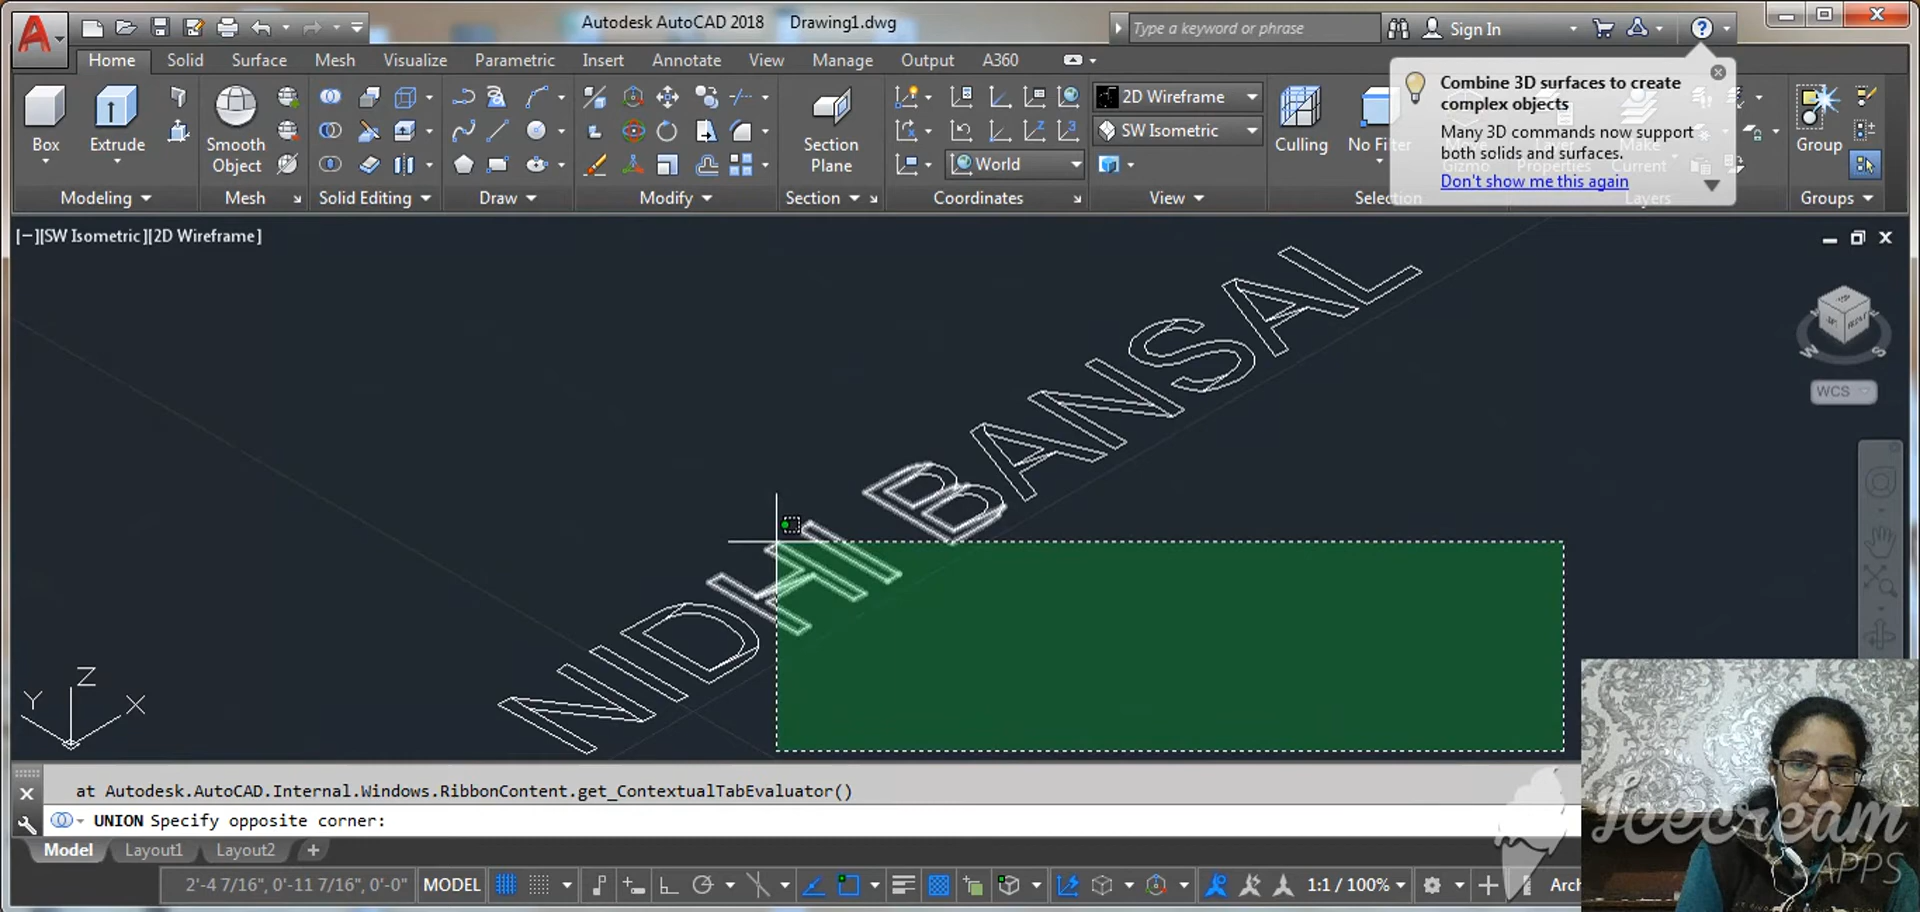 Autodesk AutoCAD 2018 Drawing1.dwg
Type a keyword or phrase
Sign In
Home Solid Surface Mesh Visualize Parametric Insert Annotate View Manage Output A360
Combine 3D surfaces to create
complex objects
Many 3D commands now support
both solids and surfaces.
Don't show me this again
Box
Extrude
Smooth
Object
Section
Plane
2D Wireframe
SW Isometric
World
Culling
No Filter
Group
Modeling
Mesh
Solid Editing
Draw
Modify
Section
Coordinates
View
Selection
Layers
Groups
[−][SW Isometric][2D Wireframe]
NIDHI BANSAL
W S
WCS
Z
Y X
at Autodesk.AutoCAD.Internal.Windows.RibbonContent.get_ContextualTabEvaluator()
UNION Specify opposite corner:
Model Layout1 Layout2 +
2'-4 7/16", 0'-11 7/16", 0'-0" MODEL 1:1 / 100%
Icecream
APPS